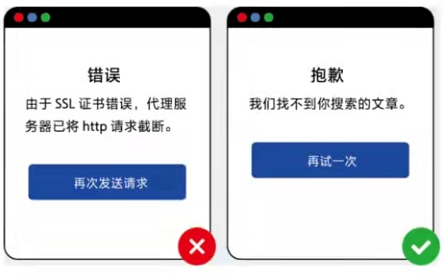 错误
由于 SSL 证书错误，代理服
务器已将 http 请求截断。
再次发送请求
抱歉
我们找不到你搜索的文章。
再试一次